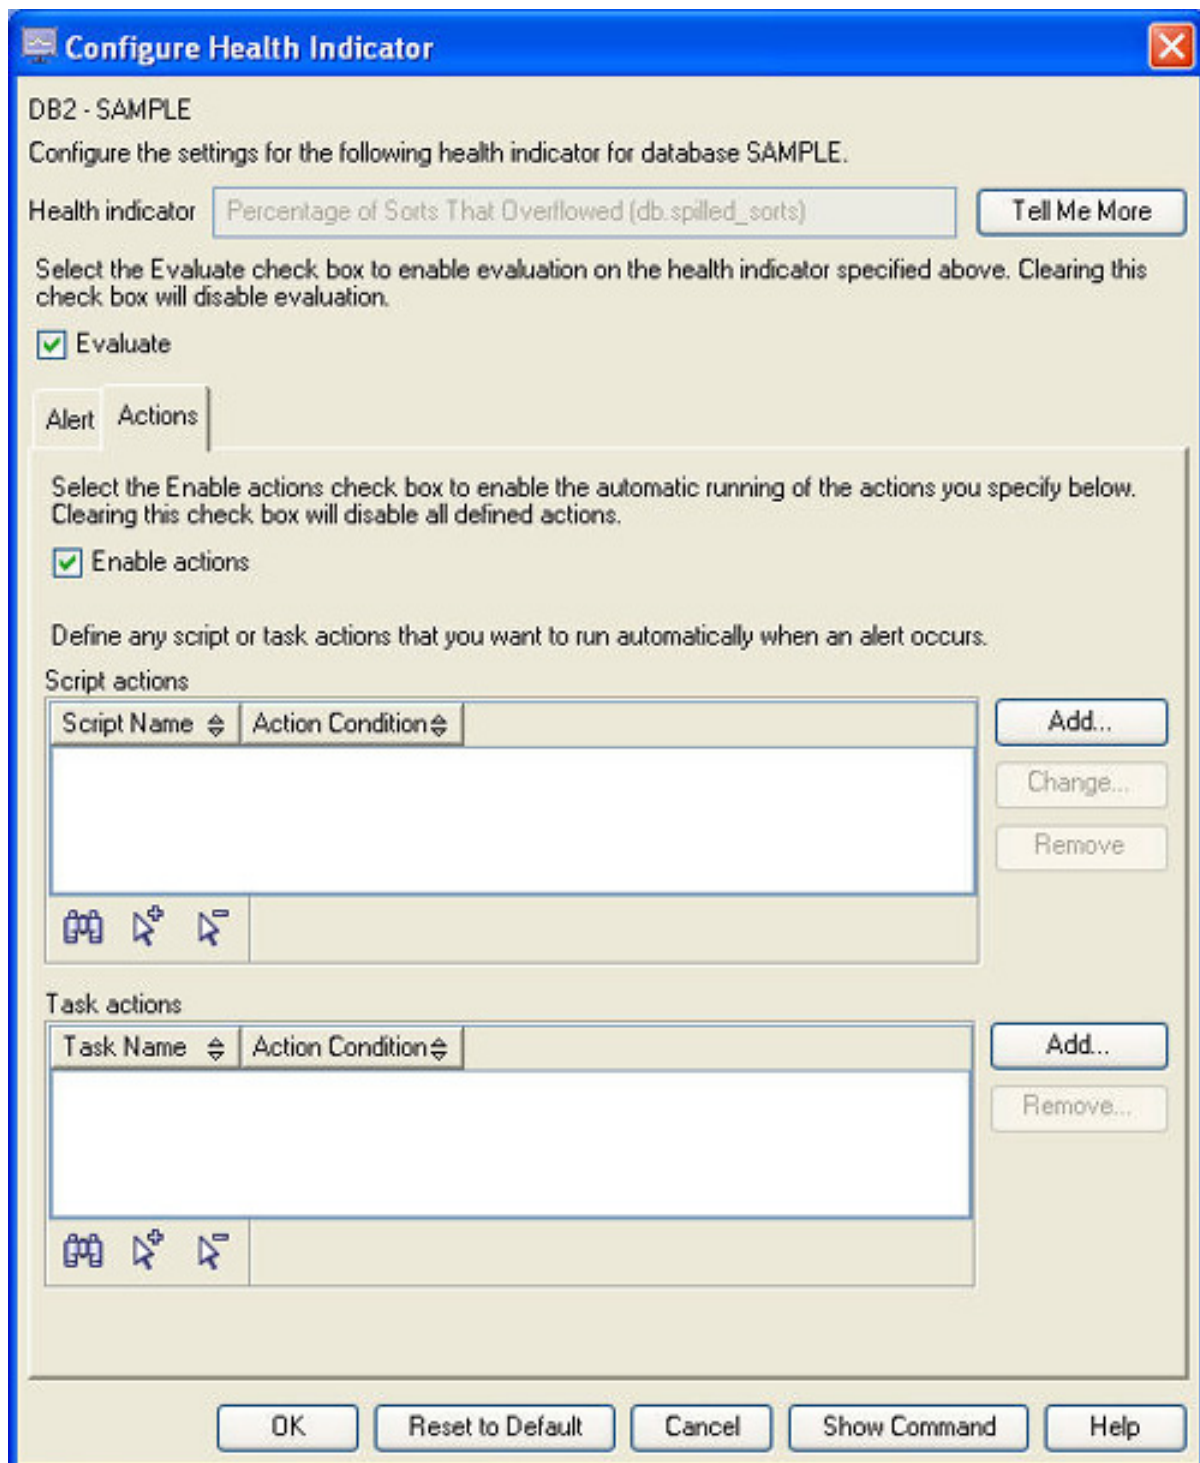 Configure Health Indicator
DB2 - SAMPLE
Configure the settings for the following health indicator for database SAMPLE.
Health indicator Percentage of Sorts That Overflowed (db.spilled_sorts) Tell Me More
Select the Evaluate check box to enable evaluation on the health indicator specified above. Clearing this
check box will disable evaluation.
Evaluate
Alert Actions
Select the Enable actions check box to enable the automatic running of the actions you specify below.
Clearing this check box will disable all defined actions.
Enable actions
Define any script or task actions that you want to run automatically when an alert occurs.
Script actions
Script Name Action Condition Add...
Change...
Remove
Task actions
Task Name Action Condition Add...
Remove...
OK Reset to Default Cancel Show Command Help